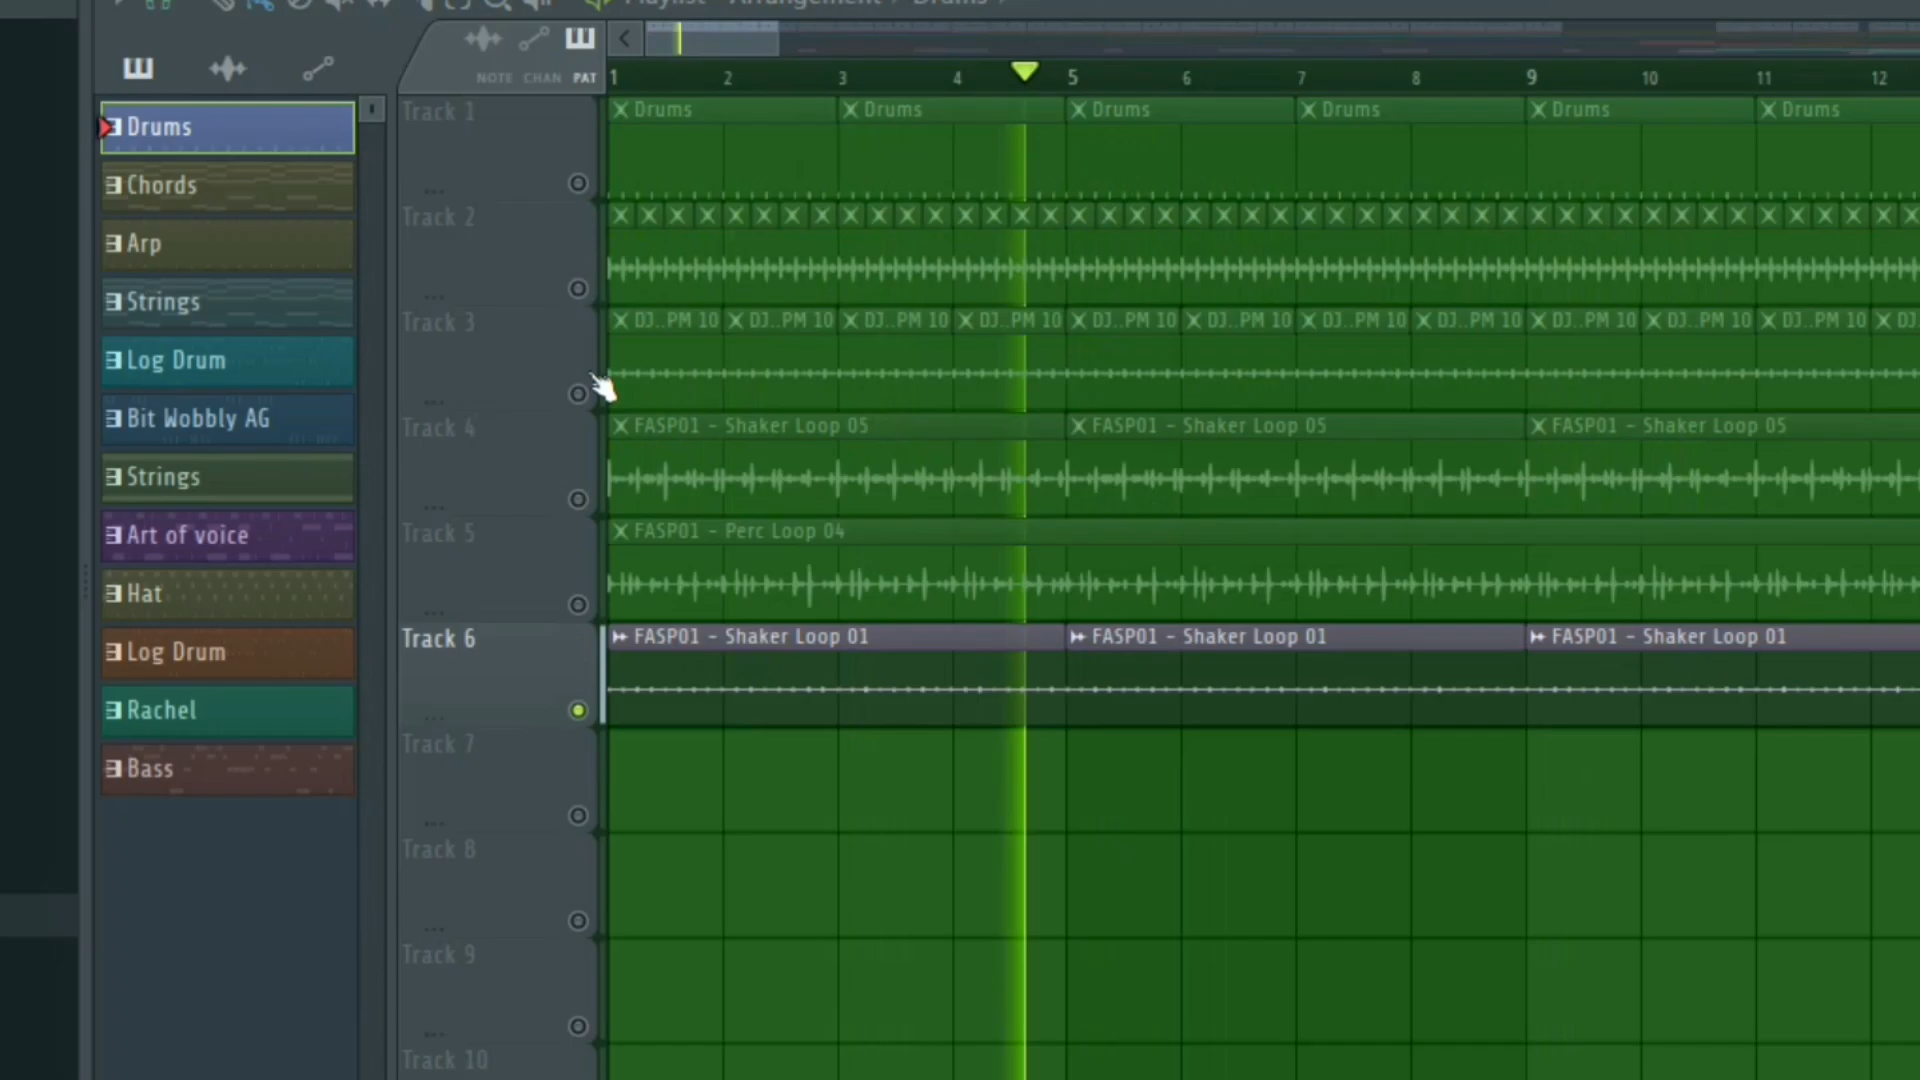 Playlist - Arrangement › Drums ›
NOTE CHAN PAT
1 2 3 4 5 6 7 8 9 10 11 12
Drums
Chords
Arp
Strings
Log Drum
Bit Wobbly AG
Strings
Art of voice
Hat
Log Drum
Rachel
Bass
Track 1
Drums Drums Drums Drums Drums Drums
Track 2
Track 3
DJ..PM 10 DJ..PM 10 DJ..PM 10 DJ..PM 10 DJ..PM 10 DJ..PM 10 DJ..PM 10 DJ..PM 10 DJ..PM 10 DJ..PM 10 DJ..PM 10 DJ.
Track 4
FASP01 - Shaker Loop 05 FASP01 - Shaker Loop 05 FASP01 - Shaker Loop 05
Track 5
FASP01 - Perc Loop 04
Track 6
FASP01 - Shaker Loop 01 FASP01 - Shaker Loop 01 FASP01 - Shaker Loop 01
Track 7
Track 8
Track 9
Track 10